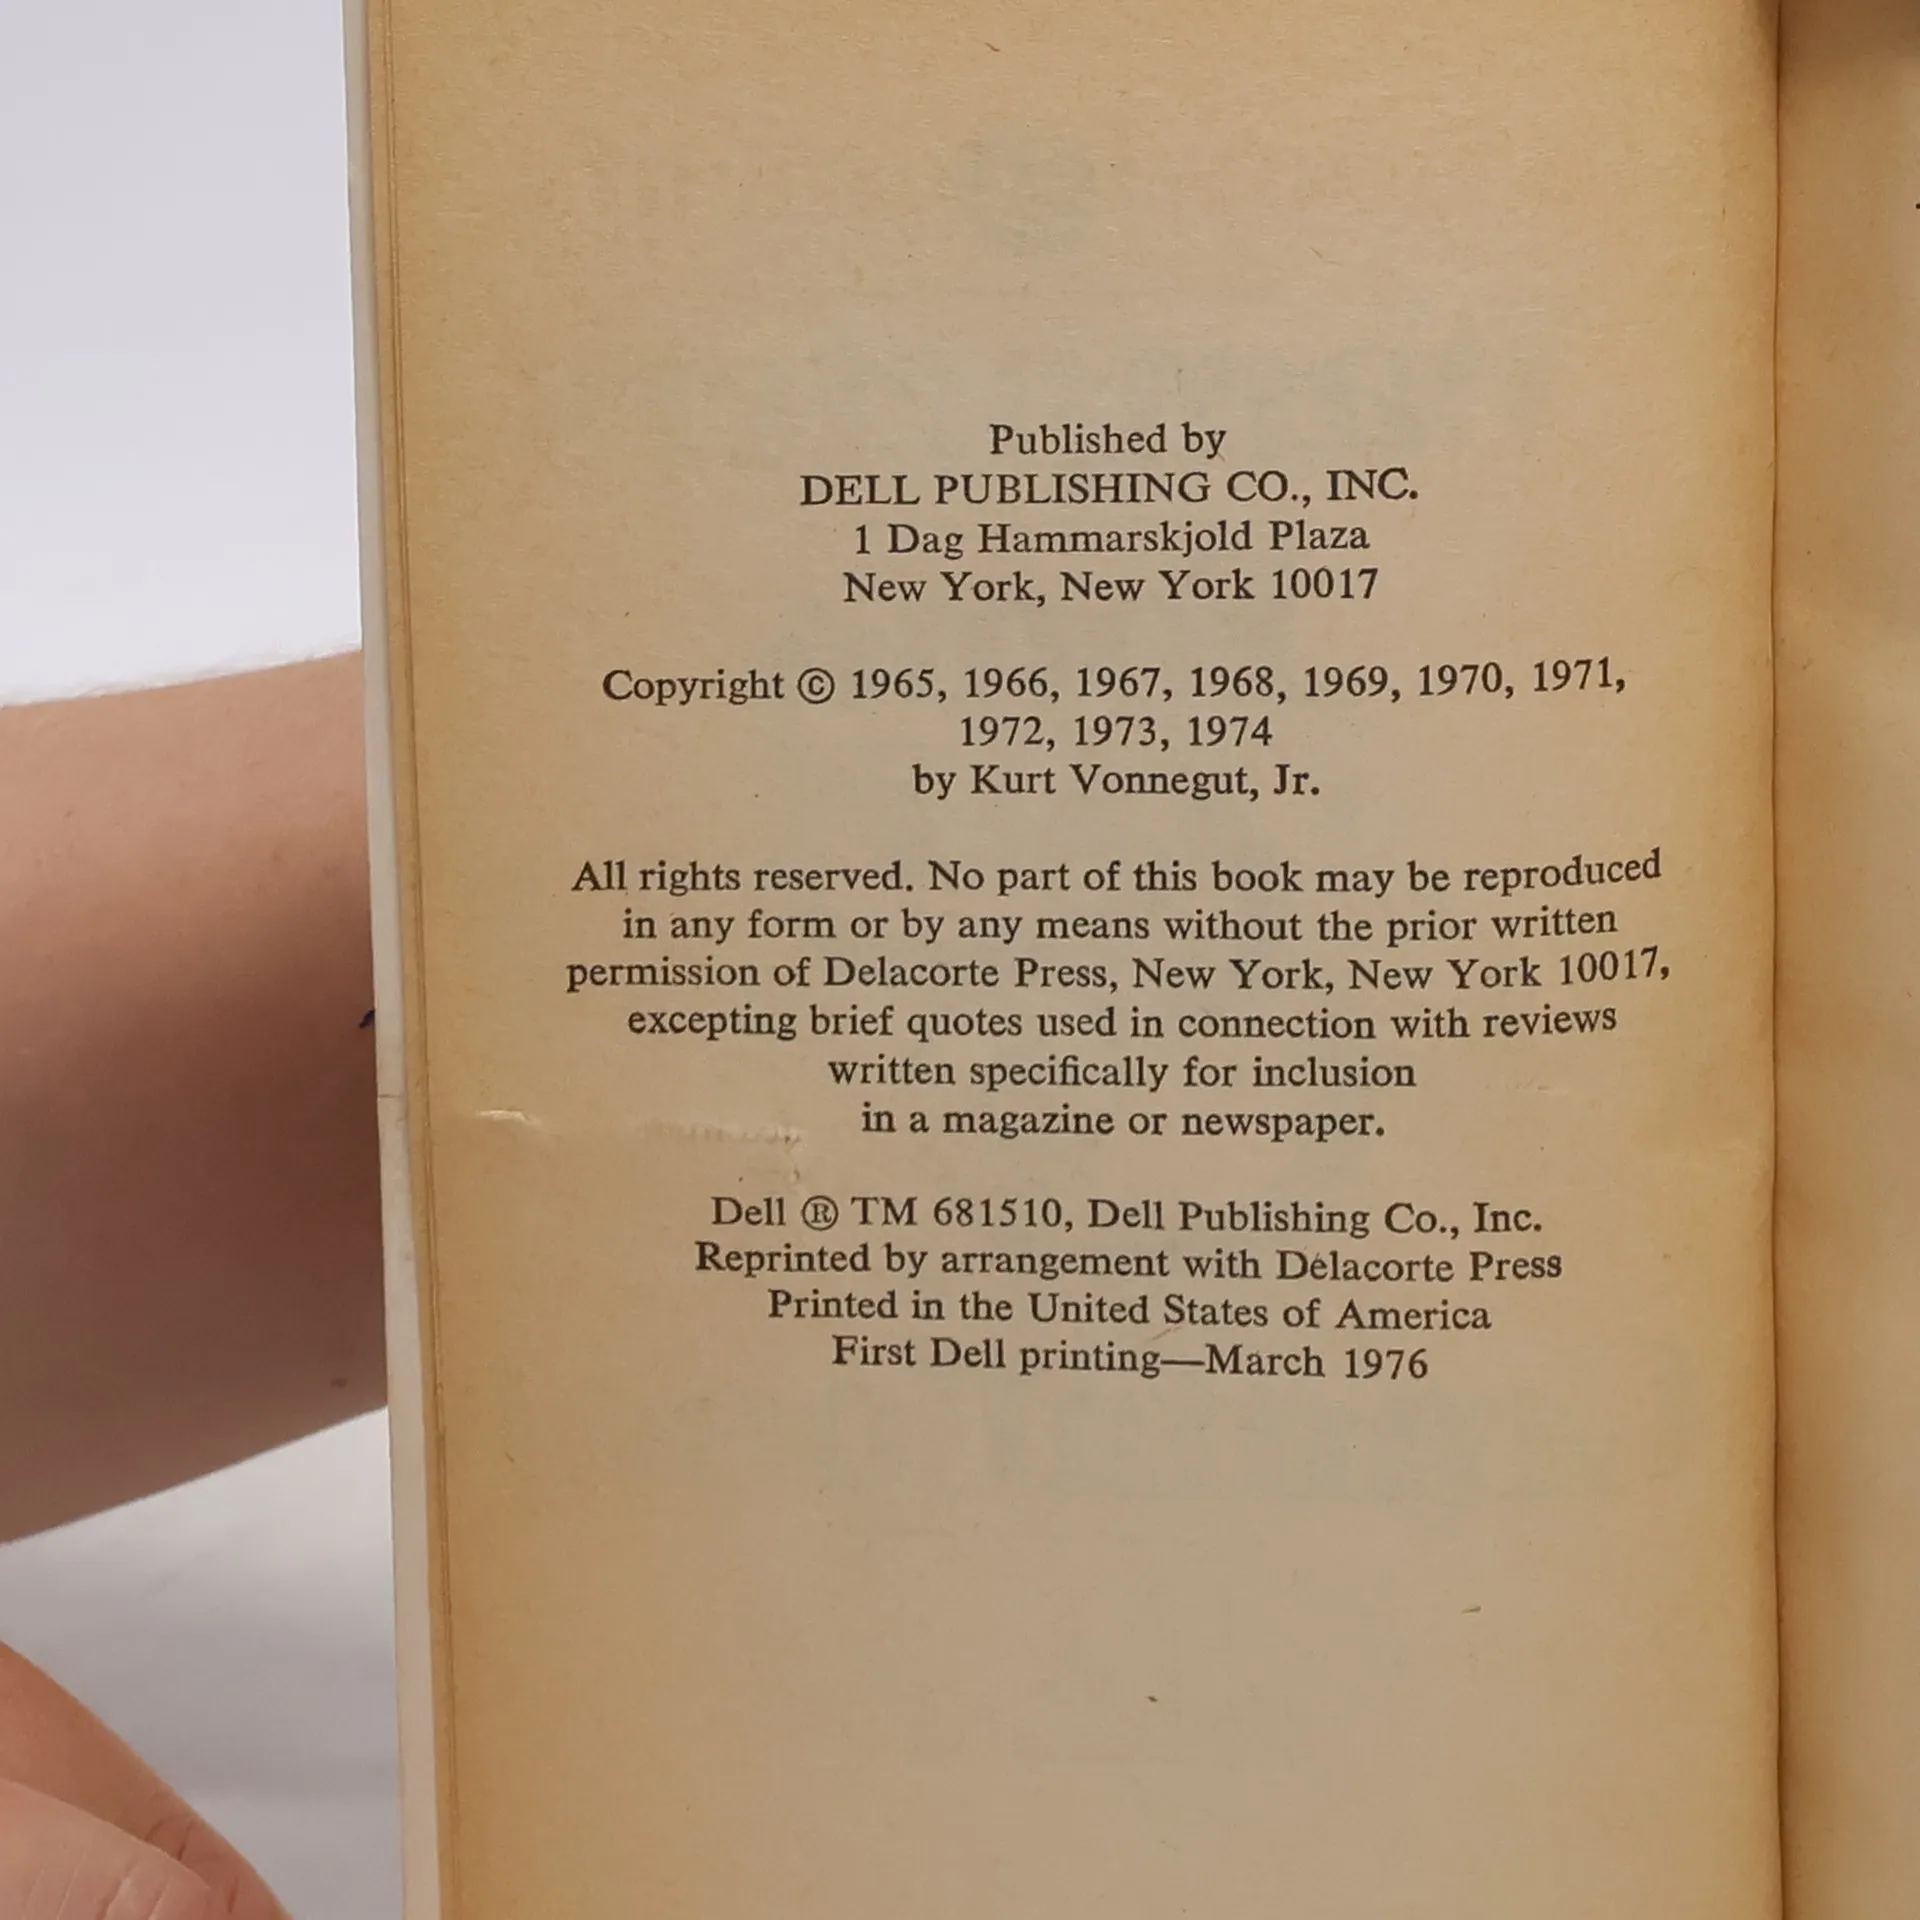 Published by
DELL PUBLISHING CO., INC.
1 Dag Hammarskjold Plaza
New York, New York 10017
Copyright © 1965, 1966, 1967, 1968, 1969, 1970, 1971,
1972, 1973, 1974
by Kurt Vonnegut, Jr.
All rights reserved. No part of this book may be reproduced
in any form or by any means without the prior written
permission of Delacorte Press, New York, New York 10017,
excepting brief quotes used in connection with reviews
written specifically for inclusion
in a magazine or newspaper.
Dell ® TM 681510, Dell Publishing Co., Inc.
Reprinted by arrangement with Delacorte Press
Printed in the United States of America
First Dell printing—March 1976